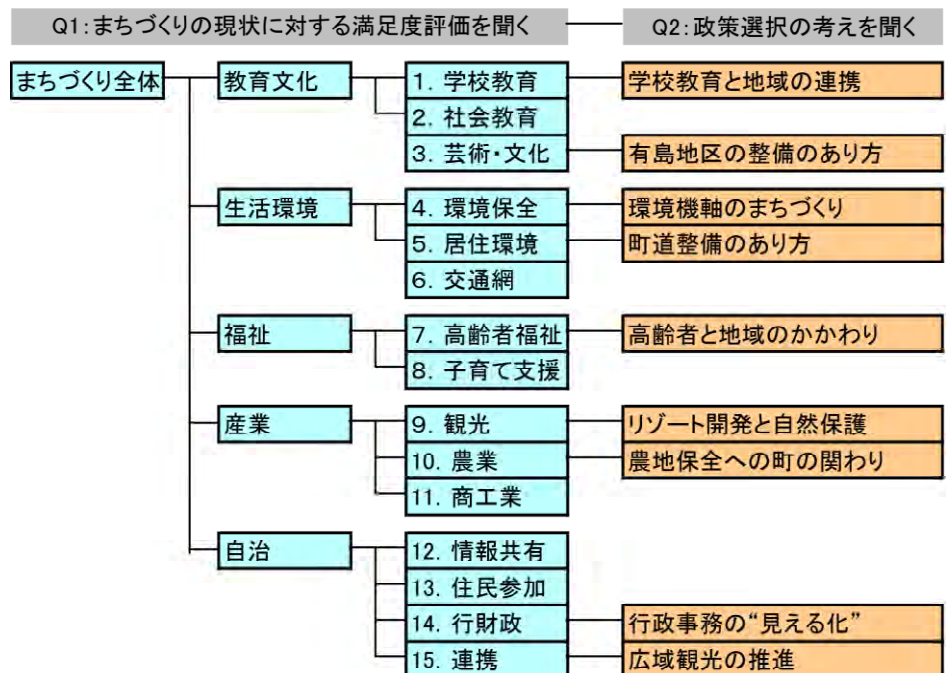 Q1:まちづくりの現状に対する満足度評価を聞く
Q2:政策選択の考えを聞く
まちづくり全体
教育文化
1. 学校教育
学校教育と地域の連携
2. 社会教育
3. 芸術・文化
有島地区の整備のあり方
生活環境
4. 環境保全
環境機軸のまちづくり
5. 居住環境
町道整備のあり方
6. 交通網
福祉
7. 高齢者福祉
高齢者と地域のかかわり
8. 子育て支援
産業
9. 観光
リゾート開発と自然保護
10. 農業
農地保全への町の関わり
11. 商工業
自治
12. 情報共有
13. 住民参加
14. 行財政
行政事務の“見える化”
15. 連携
広域観光の推進